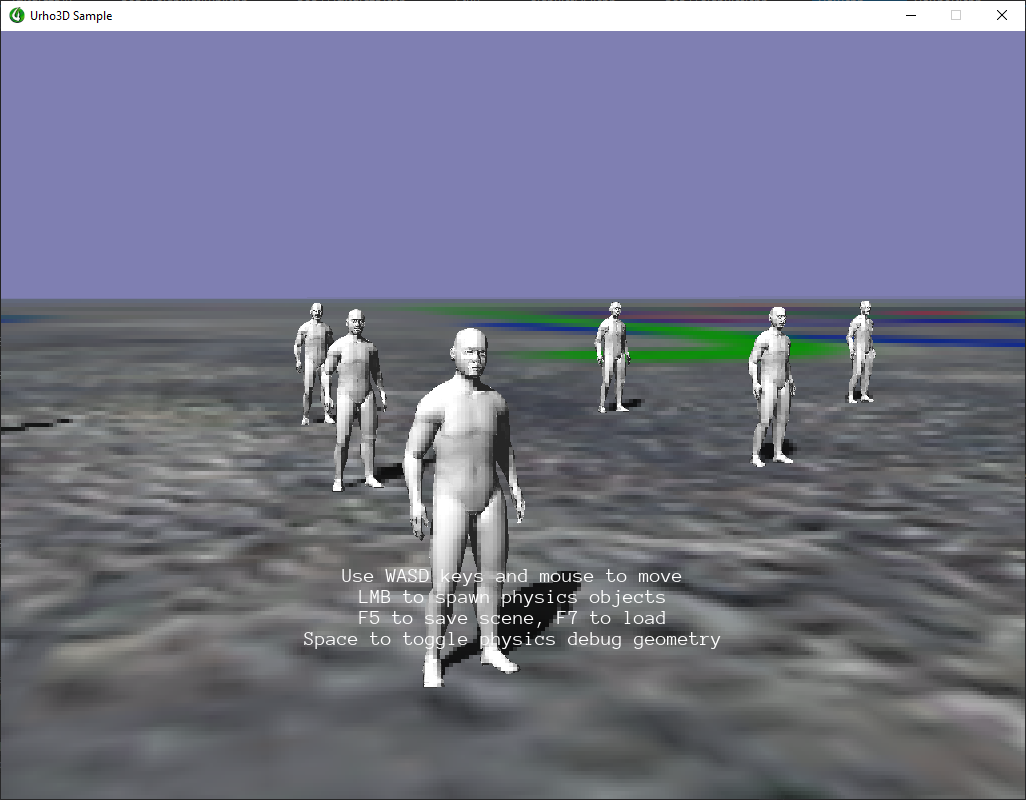 Urho3D Sample
Use WASD keys and mouse to move
LMB to spawn physics objects
F5 to save scene, F7 to load
Space to toggle physics debug geometry